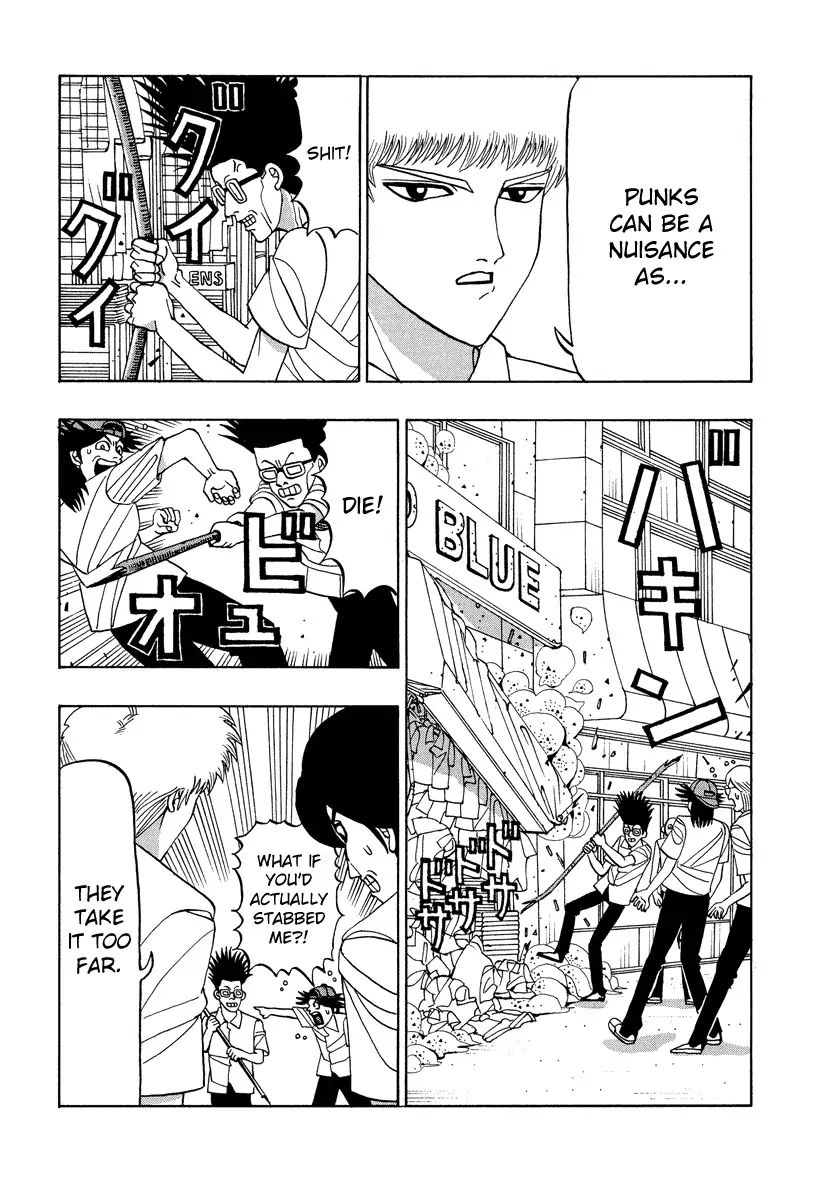 PUNKS
CAN BE A
NUISANCE
AS...
SHIT!
グイ
グイ
ENS
BLUE
バキン
ドサ
ドサ
ドサ
DIE!
ビュ
オ
WHAT IF
YOU'D
ACTUALLY
STABBED
ME?!
THEY
TAKE
IT TOO
FAR.